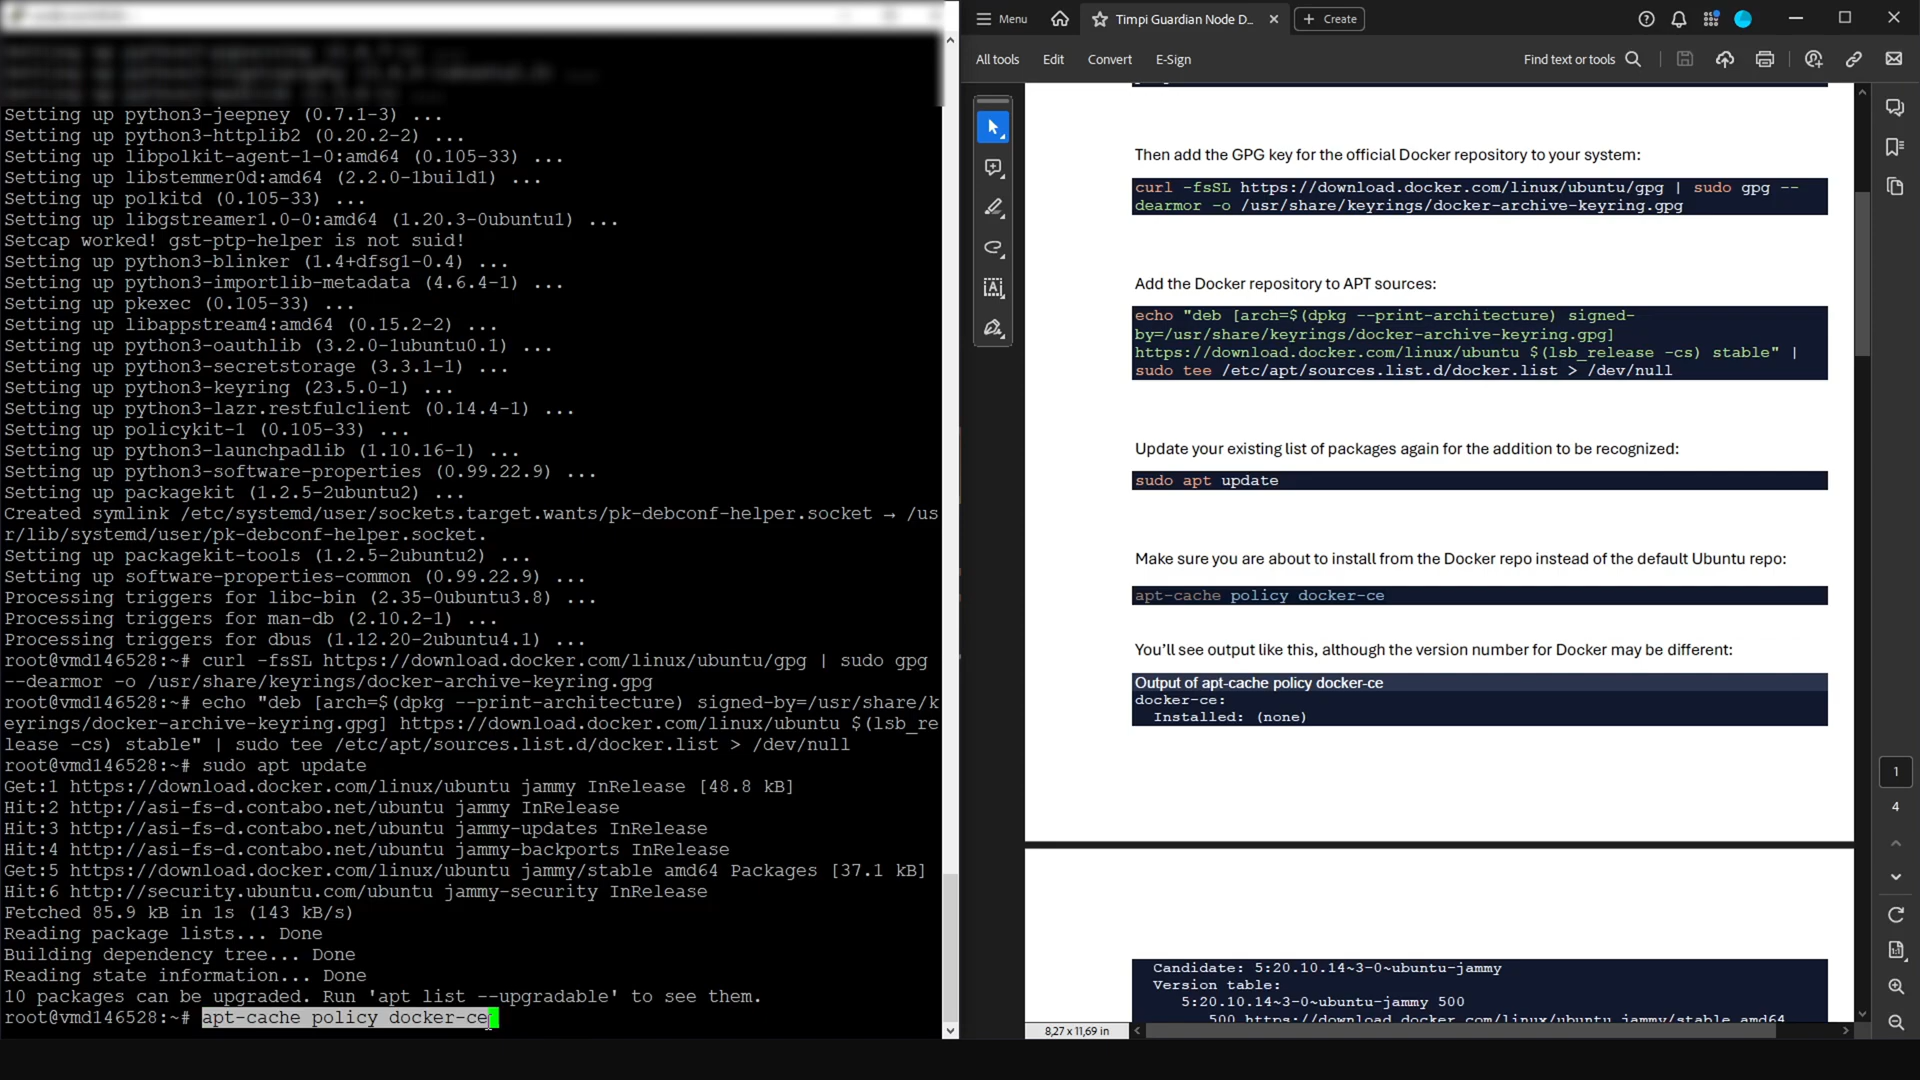 Setting up python3-jeepney (0.7.1-3) ...
Setting up python3-httplib2 (0.20.2-2) ...
Setting up libpolkit-agent-1-0:amd64 (0.105-33) ...
Setting up libstemmer0d:amd64 (2.2.0-1build1) ...
Setting up polkitd (0.105-33) ...
Setting up libgstreamer1.0-0:amd64 (1.20.3-0ubuntu1) ...
Setcap worked! gst-ptp-helper is not suid!
Setting up python3-blinker (1.4+dfsg1-0.4) ...
Setting up python3-importlib-metadata (4.6.4-1) ...
Setting up pkexec (0.105-33) ...
Setting up libappstream4:amd64 (0.15.2-2) ...
Setting up python3-oauthlib (3.2.0-1ubuntu0.1) ...
Setting up python3-secretstorage (3.3.1-1) ...
Setting up python3-keyring (23.5.0-1) ...
Setting up python3-lazr.restfulclient (0.14.4-1) ...
Setting up policykit-1 (0.105-33) ...
Setting up python3-launchpadlib (1.10.16-1) ...
Setting up python3-software-properties (0.99.22.9) ...
Setting up packagekit (1.2.5-2ubuntu2) ...
Created symlink /etc/systemd/user/sockets.target.wants/pk-debconf-helper.socket → /us
r/lib/systemd/user/pk-debconf-helper.socket.
Setting up packagekit-tools (1.2.5-2ubuntu2) ...
Setting up software-properties-common (0.99.22.9) ...
Processing triggers for libc-bin (2.35-0ubuntu3.8) ...
Processing triggers for man-db (2.10.2-1) ...
Processing triggers for dbus (1.12.20-2ubuntu4.1) ...
root@vmd146528:~# curl -fsSL https://download.docker.com/linux/ubuntu/gpg | sudo gpg
--dearmor -o /usr/share/keyrings/docker-archive-keyring.gpg
root@vmd146528:~# echo "deb [arch=$(dpkg --print-architecture) signed-by=/usr/share/k
eyrings/docker-archive-keyring.gpg] https://download.docker.com/linux/ubuntu $(lsb_re
lease -cs) stable" | sudo tee /etc/apt/sources.list.d/docker.list > /dev/null
root@vmd146528:~# sudo apt update
Get:1 https://download.docker.com/linux/ubuntu jammy InRelease [48.8 kB]
Hit:2 http://asi-fs-d.contabo.net/ubuntu jammy InRelease
Hit:3 http://asi-fs-d.contabo.net/ubuntu jammy-updates InRelease
Hit:4 http://asi-fs-d.contabo.net/ubuntu jammy-backports InRelease
Get:5 https://download.docker.com/linux/ubuntu jammy/stable amd64 Packages [37.1 kB]
Hit:6 http://security.ubuntu.com/ubuntu jammy-security InRelease
Fetched 85.9 kB in 1s (143 kB/s)
Reading package lists... Done
Building dependency tree... Done
Reading state information... Done
10 packages can be upgraded. Run 'apt list --upgradable' to see them.
root@vmd146528:~# apt-cache policy docker-ce
Menu
Timpi Guardian Node D...
Create
All tools
Edit
Convert
E-Sign
Find text or tools
Then add the GPG key for the official Docker repository to your system:
curl -fsSL https://download.docker.com/linux/ubuntu/gpg | sudo gpg --
dearmor -o /usr/share/keyrings/docker-archive-keyring.gpg
Add the Docker repository to APT sources:
echo "deb [arch=$(dpkg --print-architecture) signed-
by=/usr/share/keyrings/docker-archive-keyring.gpg]
https://download.docker.com/linux/ubuntu $(lsb_release -cs) stable" |
sudo tee /etc/apt/sources.list.d/docker.list > /dev/null
Update your existing list of packages again for the addition to be recognized:
sudo apt update
Make sure you are about to install from the Docker repo instead of the default Ubuntu repo:
apt-cache policy docker-ce
You'll see output like this, although the version number for Docker may be different:
Output of apt-cache policy docker-ce
docker-ce:
Installed: (none)
Candidate: 5:20.10.14~3-0~ubuntu-jammy
Version table:
5:20.10.14~3-0~ubuntu-jammy 500
500 https://download.docker.com/linux/ubuntu jammy/stable amd64
8,27 x 11,69 in
1
4